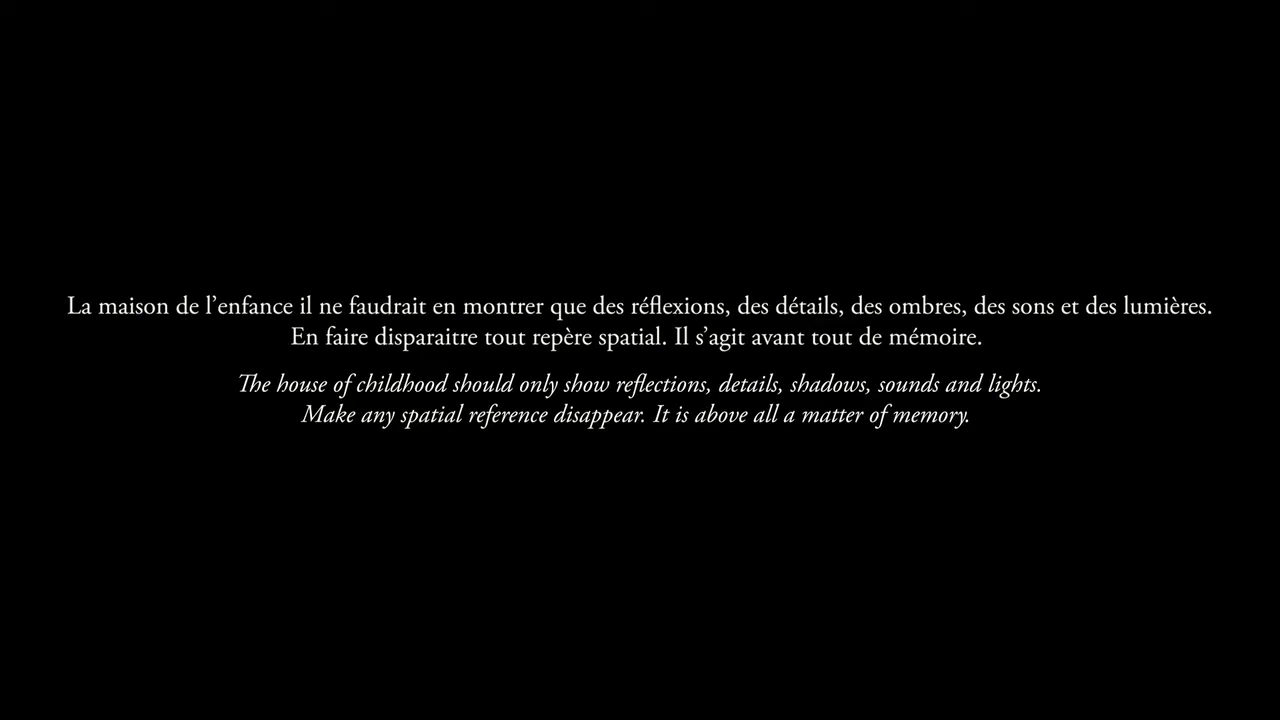 La maison de l’enfance il ne faudrait en montrer que des réflexions, des détails, des ombres, des sons et des lumières.
En faire disparaitre tout repère spatial. Il s’agit avant tout de mémoire.
The house of childhood should only show reflections, details, shadows, sounds and lights.
Make any spatial reference disappear. It is above all a matter of memory.